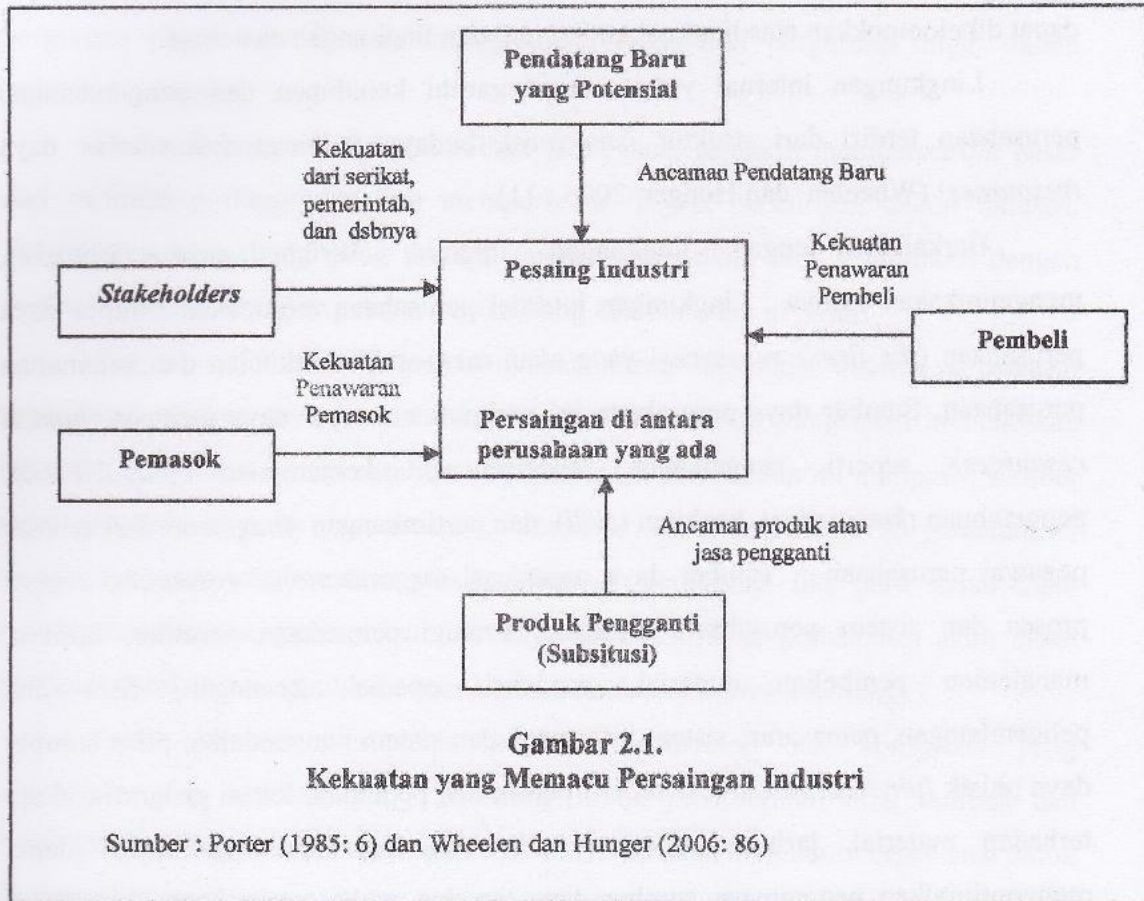 Pendatang Baru
yang Potensial
Kekuatan
dari serikat,
pemerintah,
dan dsbnya
Ancaman Pendatang Baru
Stakeholders
Pesaing Industri
Kekuatan
Penawaran
Pembeli
Pembeli
Kekuatan
Penawaran
Pemasok
Pemasok
Persaingan di antara
perusahaan yang ada
Ancaman produk atau
jasa pengganti
Produk Pengganti
(Subsitusi)
Gambar 2.1.
Kekuatan yang Memacu Persaingan Industri
Sumber : Porter (1985: 6) dan Wheelen dan Hunger (2006: 86)